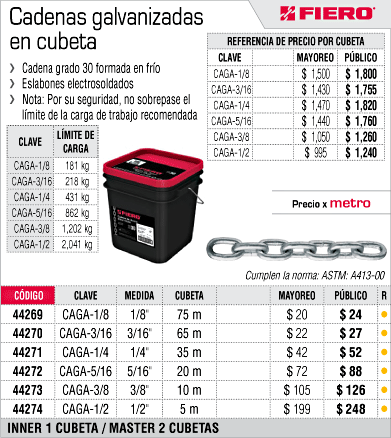 Cadenas galvanizadas
en cubeta
FIERO®
❯ Cadena grado 30 formada en frío
❯ Eslabones electrosoldados
❯ Nota: Por su seguridad, no sobrepase el
límite de la carga de trabajo recomendada
REFERENCIA DE PRECIO POR CUBETA
CLAVE MAYOREO PÚBLICO
CAGA-1/8 $ 1,500 $ 1,800
CAGA-3/16 $ 1,430 $ 1,755
CAGA-1/4 $ 1,470 $ 1,820
CAGA-5/16 $ 1,440 $ 1,760
CAGA-3/8 $ 1,050 $ 1,260
CAGA-1/2 $ 995 $ 1,240
CLAVE LÍMITE DE CARGA
CAGA-1/8 181 kg
CAGA-3/16 218 kg
CAGA-1/4 431 kg
CAGA-5/16 862 kg
CAGA-3/8 1,202 kg
CAGA-1/2 2,041 kg
FIERO
Precio x metro
Cumplen la norma: ASTM: A413-00
CÓDIGO CLAVE MEDIDA CUBETA MAYOREO PÚBLICO R
44269 CAGA-1/8 1/8" 75 m $ 20 $ 24
44270 CAGA-3/16 3/16" 65 m $ 22 $ 27
44271 CAGA-1/4 1/4" 35 m $ 42 $ 52
44272 CAGA-5/16 5/16" 20 m $ 72 $ 88
44273 CAGA-3/8 3/8" 10 m $ 105 $ 126
44274 CAGA-1/2 1/2" 5 m $ 199 $ 248
INNER 1 CUBETA / MASTER 2 CUBETAS